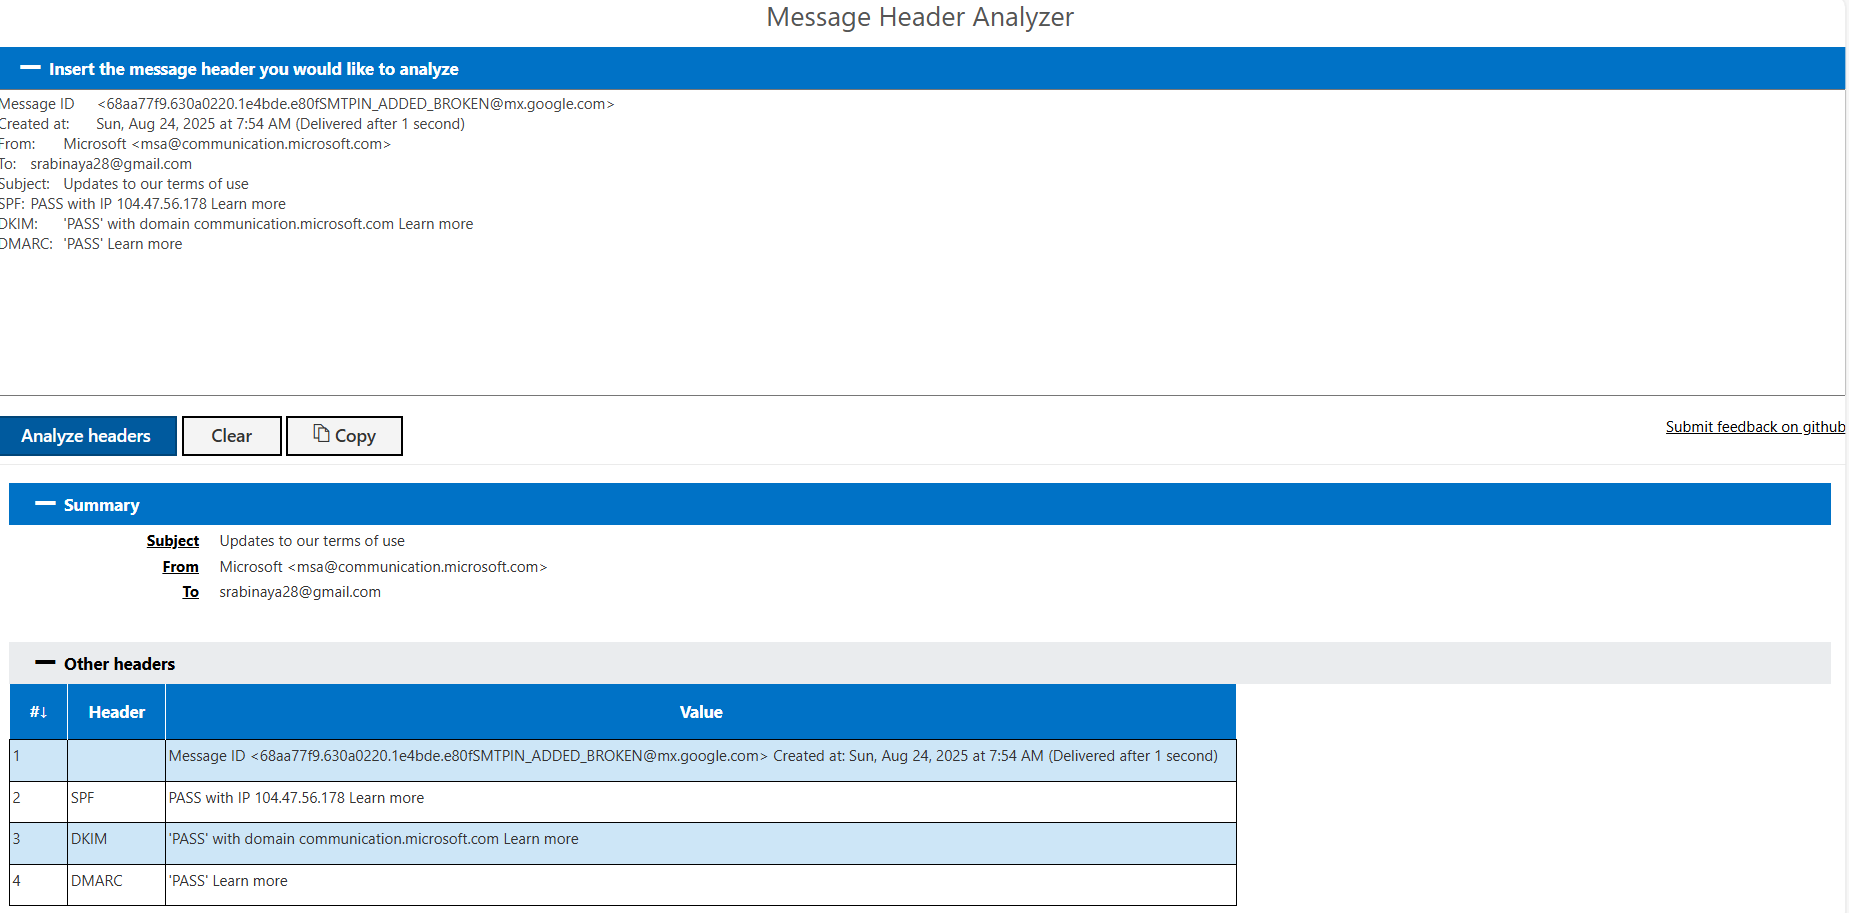 Message Header Analyzer
Insert the message header you would like to analyze
Message ID <68aa77f9.630a0220.1e4bde.e80fSMTPIN_ADDED_BROKEN@mx.google.com>
Created at: Sun, Aug 24, 2025 at 7:54 AM (Delivered after 1 second)
From: Microsoft <msa@communication.microsoft.com>
To: srabinaya28@gmail.com
Subject: Updates to our terms of use
SPF: PASS with IP 104.47.56.178 Learn more
DKIM: 'PASS' with domain communication.microsoft.com Learn more
DMARC: 'PASS' Learn more
Analyze headers Clear Copy Submit feedback on github
Summary
Subject Updates to our terms of use
From Microsoft <msa@communication.microsoft.com>
To srabinaya28@gmail.com
Other headers
#↓ Header Value
1 Message ID <68aa77f9.630a0220.1e4bde.e80fSMTPIN_ADDED_BROKEN@mx.google.com> Created at: Sun, Aug 24, 2025 at 7:54 AM (Delivered after 1 second)
2 SPF PASS with IP 104.47.56.178 Learn more
3 DKIM 'PASS' with domain communication.microsoft.com Learn more
4 DMARC 'PASS' Learn more